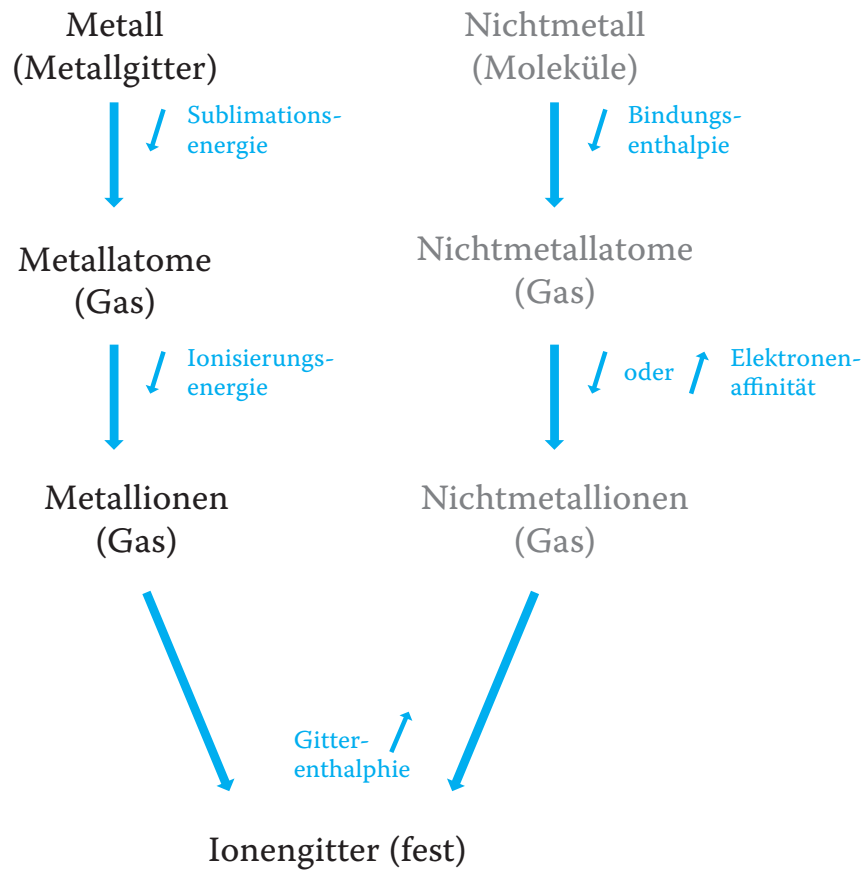 Metall
(Metallgitter)
Nichtmetall
(Moleküle)
Sublimations-
energie
Bindungs-
enthalpie
Metallatome
(Gas)
Nichtmetallatome
(Gas)
Ionisierungs-
energie
oder
Elektronen-
affinität
Metallionen
(Gas)
Nichtmetallionen
(Gas)
Gitter-
enthalphie
Ionengitter (fest)